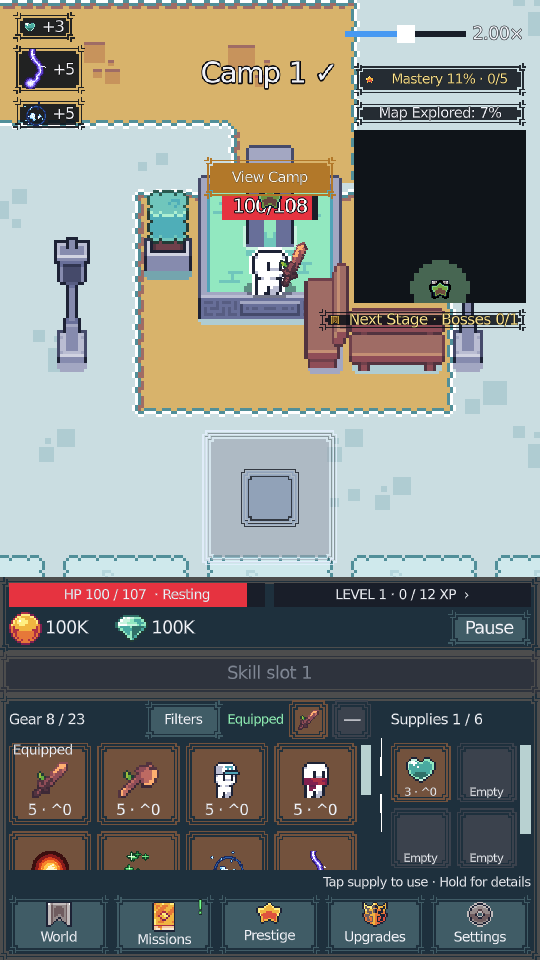 +3
+5
+5
2.00×
Camp 1 ✓
Mastery 11% · 0/5
Map Explored: 7%
View Camp
100/108
Next Stage · Bosses 0/1
HP 100 / 107 · Resting
LEVEL 1 · 0 / 12 XP ›
100K
100K
Pause
Skill slot 1
Gear 8 / 23
Filters
Equipped
—
Supplies 1 / 6
Equipped
5 · ^0
5 · ^0
5 · ^0
5 · ^0
3 · ^0
Empty
Empty
Empty
Tap supply to use · Hold for details
World
Missions
!
Prestige
Upgrades
Settings